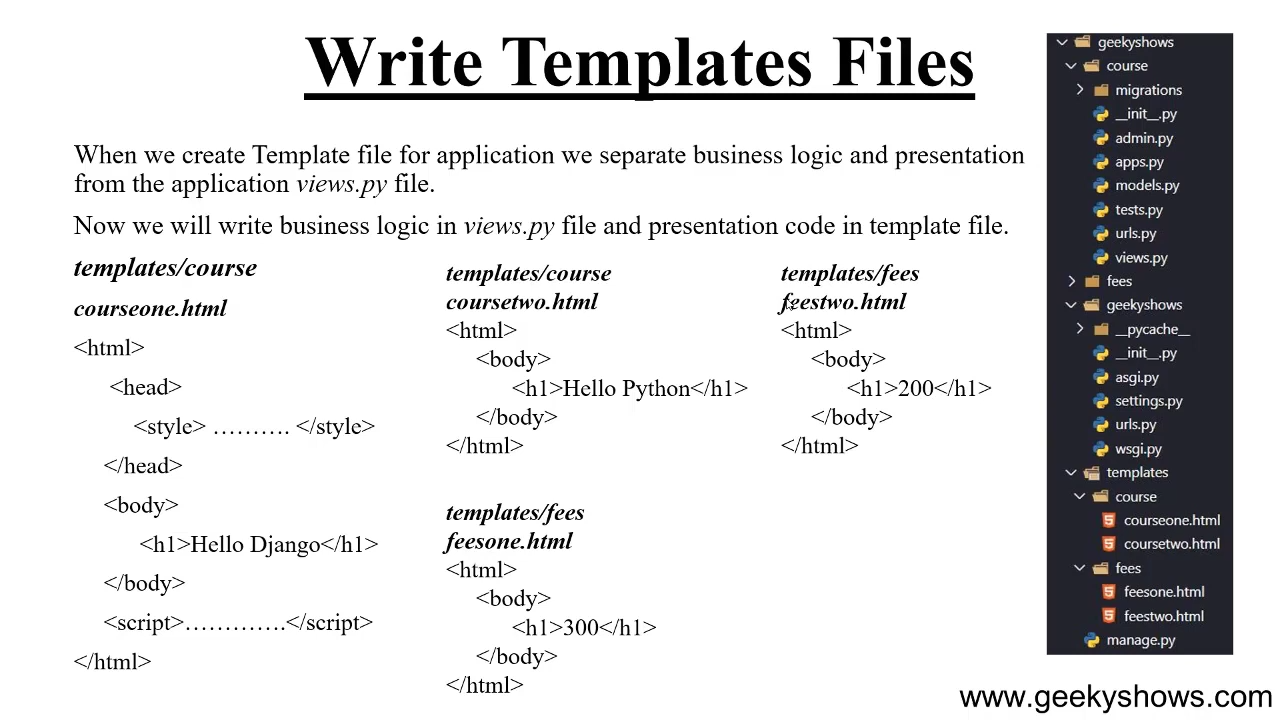 Write Templates Files
When we create Template file for application we separate business logic and presentation
from the application views.py file.
Now we will write business logic in views.py file and presentation code in template file.
templates/course
courseone.html
<html>
<head>
<style> ………. </style>
</head>
<body>
<h1>Hello Django</h1>
</body>
<script>………….</script>
</html>
templates/course
coursetwo.html
<html>
<body>
<h1>Hello Python</h1>
</body>
</html>
templates/fees
feesone.html
<html>
<body>
<h1>300</h1>
</body>
</html>
templates/fees
feestwo.html
<html>
<body>
<h1>200</h1>
</body>
</html>
geekyshows
course
migrations
__init__.py
admin.py
apps.py
models.py
tests.py
urls.py
views.py
fees
geekyshows
__pycache__
__init__.py
asgi.py
settings.py
urls.py
wsgi.py
templates
course
courseone.html
coursetwo.html
fees
feesone.html
feestwo.html
manage.py
www.geekyshows.com